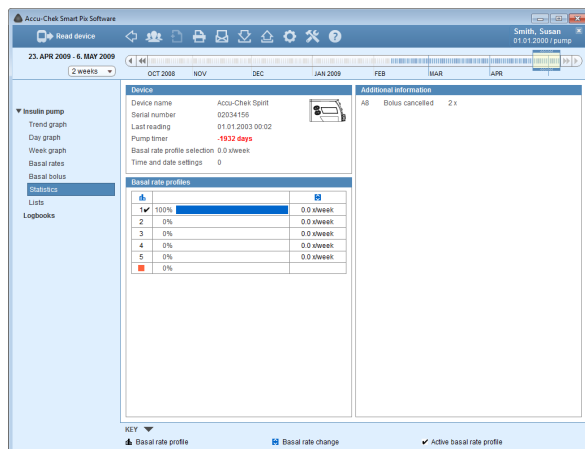 Accu-Chek Smart Pix Software
Read device
Smith, Susan
01.01.2000 / pump
23. APR 2009 - 6. MAY 2009
2 weeks
OCT 2008 NOV DEC JAN 2009 FEB MAR APR
Insulin pump
Trend graph
Day graph
Week graph
Basal rates
Basal bolus
Statistics
Lists
Logbooks
Device
Device name Accu-Chek Spirit
Serial number 02034156
Last reading 01.01.2003 00:02
Pump timer -1932 days
Basal rate profile selection 0.0 x/week
Time and date settings 0
Basal rate profiles
1 100% 0.0 x/week
2 0% 0.0 x/week
3 0% 0.0 x/week
4 0% 0.0 x/week
5 0% 0.0 x/week
0%
Additional information
A8 Bolus cancelled 2 x
KEY
Basal rate profile Basal rate change Active basal rate profile